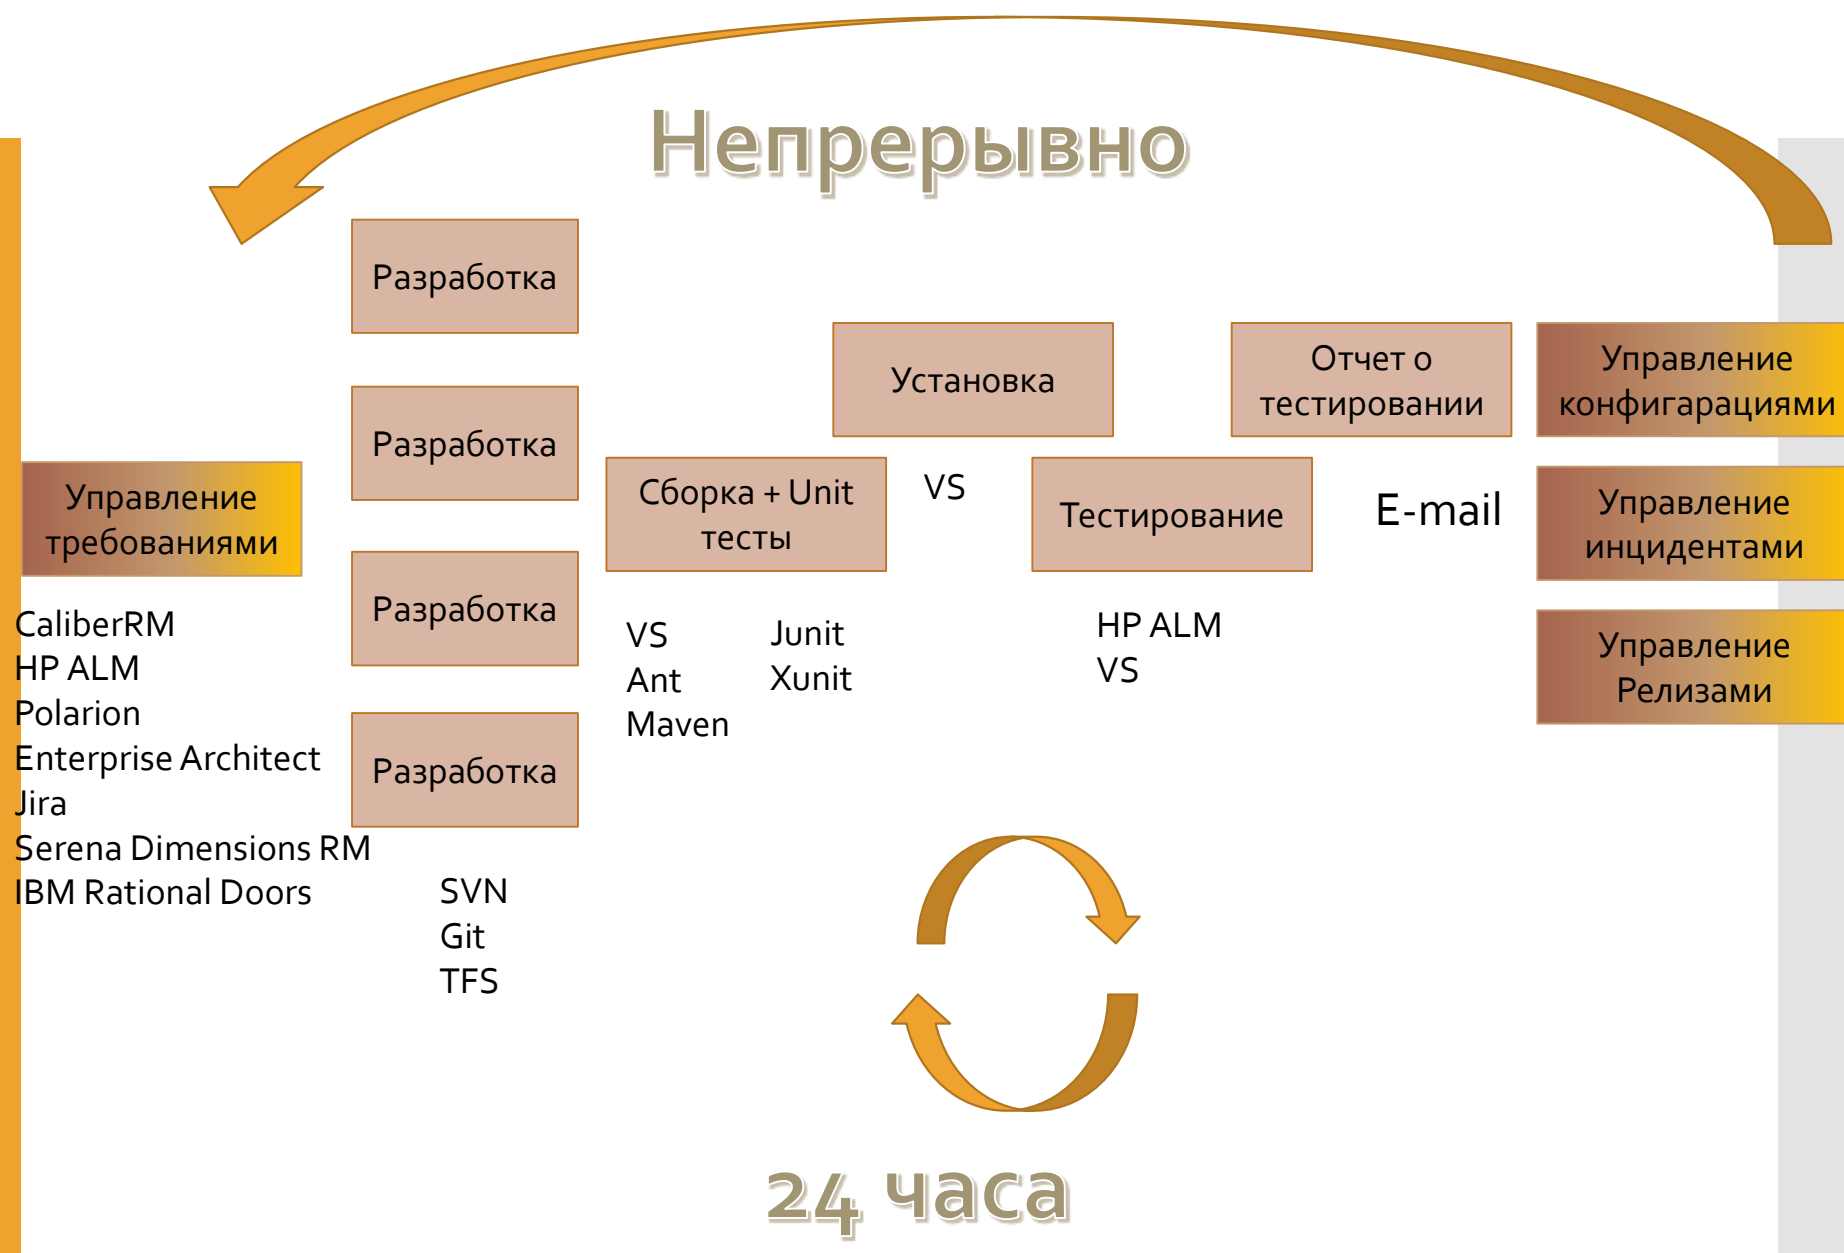 Непрерывно
Разработка
Разработка
Разработка
Разработка
Управление
требованиями
CaliberRM
HP ALM
Polarion
Enterprise Architect
Jira
Serena Dimensions RM
IBM Rational Doors
SVN
Git
TFS
Сборка + Unit
тесты
VS
Ant
Maven
Junit
Xunit
Установка
VS
Тестирование
HP ALM
VS
Отчет о
тестировании
E-mail
Управление
конфигарациями
Управление
инцидентами
Управление
Релизами
24 часа